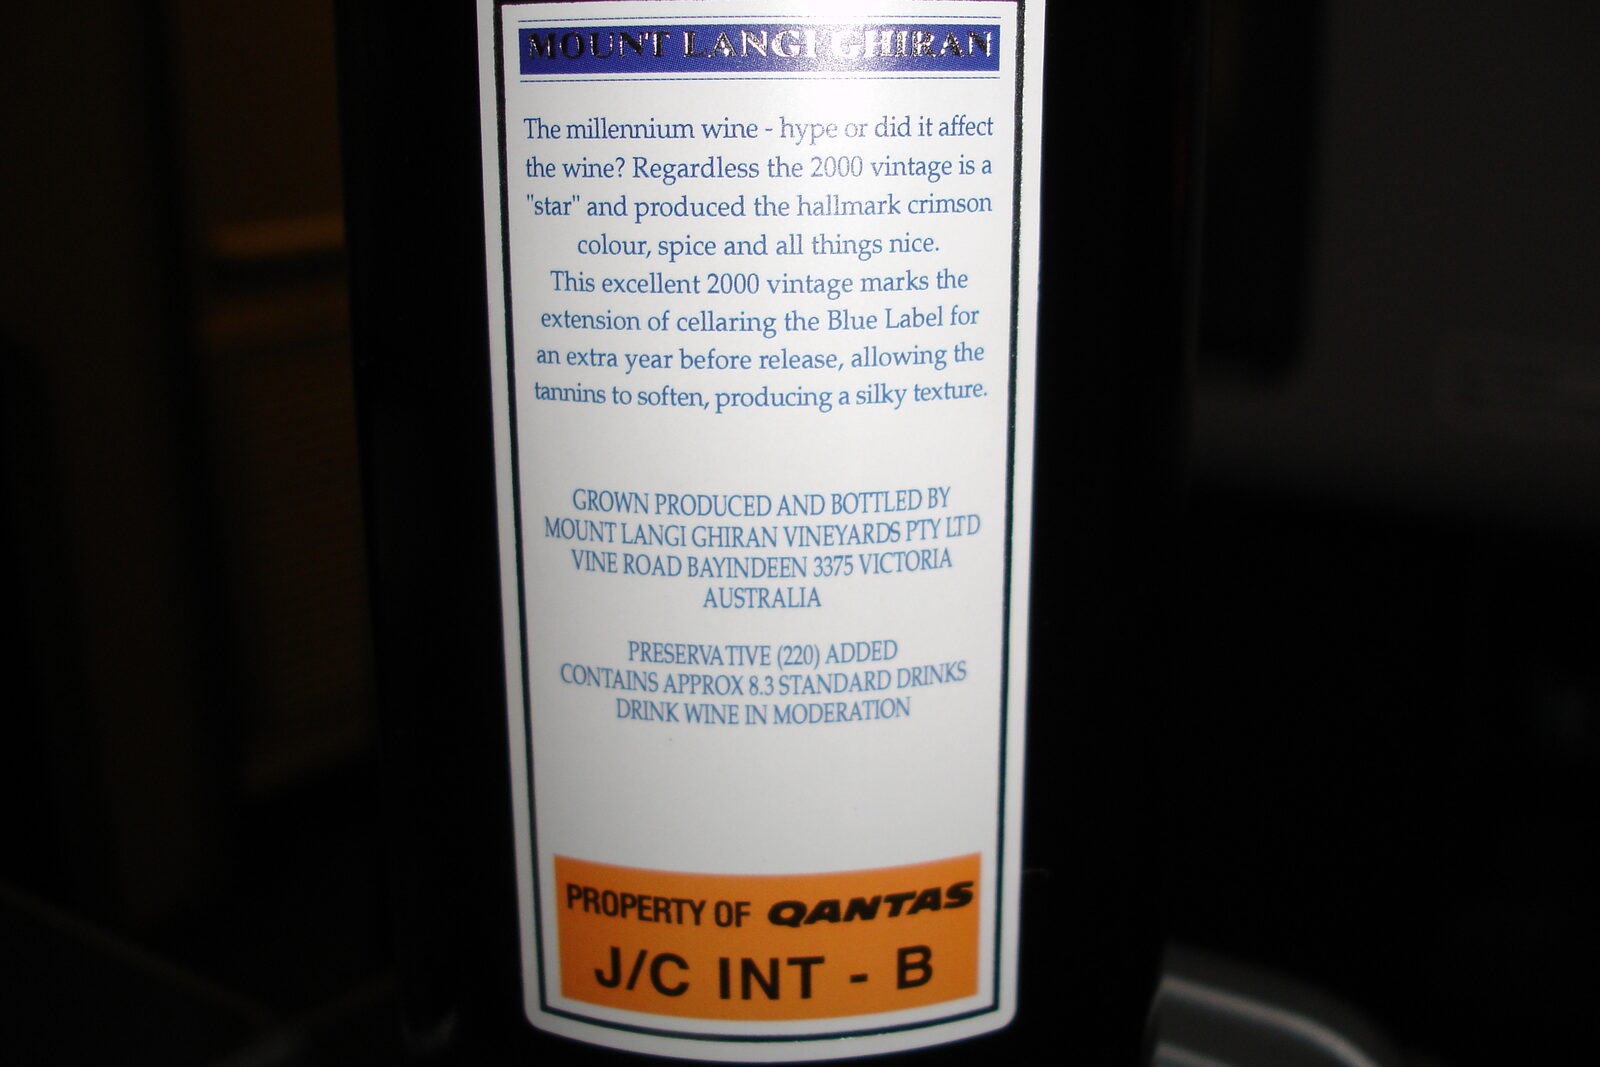 MOUNT LANGI GHIRAN
The millennium wine - hype or did it affect
the wine? Regardless the 2000 vintage is a
"star" and produced the hallmark crimson
colour, spice and all things nice.
This excellent 2000 vintage marks the
extension of cellaring the Blue Label for
an extra year before release, allowing the
tannins to soften, producing a silky texture.
GROWN PRODUCED AND BOTTLED BY
MOUNT LANGI GHIRAN VINEYARDS PTY LTD
VINE ROAD BAYINDEEN 3375 VICTORIA
AUSTRALIA
PRESERVATIVE (220) ADDED
CONTAINS APPROX 8.3 STANDARD DRINKS
DRINK WINE IN MODERATION
PROPERTY OF QANTAS
J/C INT - B